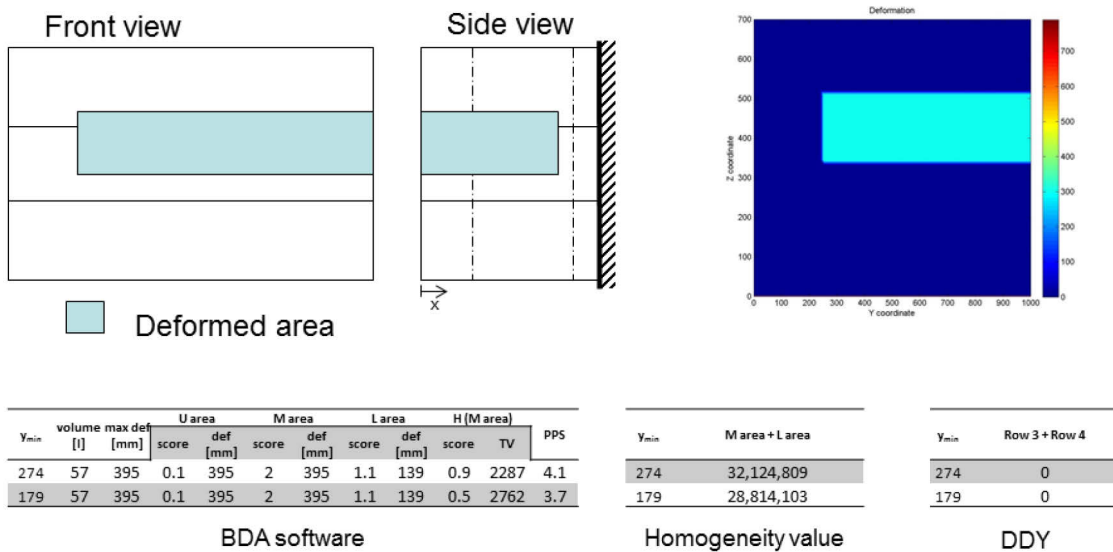 Front view
Side view
x
Deformed area
Deformation
700
600
500
400
300
200
100
0
Z coordinate
0 100 200 300 400 500 600 700 800 900 1000
Y coordinate
700
600
500
400
300
200
100
0
ymin volume [l] max def [mm] U area M area L area H (M area) PPS
score def [mm] score def [mm] score def [mm] score TV
274 57 395 0.1 395 2 395 1.1 139 0.9 2287 4.1
179 57 395 0.1 395 2 395 1.1 139 0.5 2762 3.7
BDA software
ymin M area + L area
274 32,124,809
179 28,814,103
Homogeneity value
ymin Row 3 + Row 4
274 0
179 0
DDY